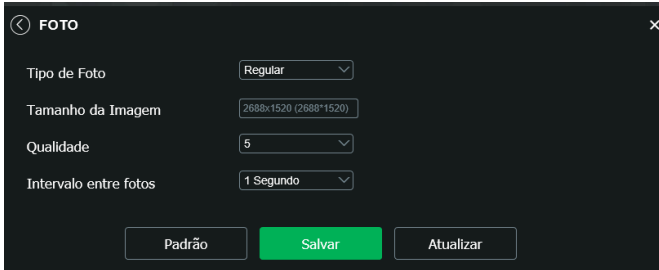 FOTO
Tipo de Foto Regular
Tamanho da Imagem 2688x1520 (2688*1520)
Qualidade 5
Intervalo entre fotos 1 Segundo
Padrão Salvar Atualizar